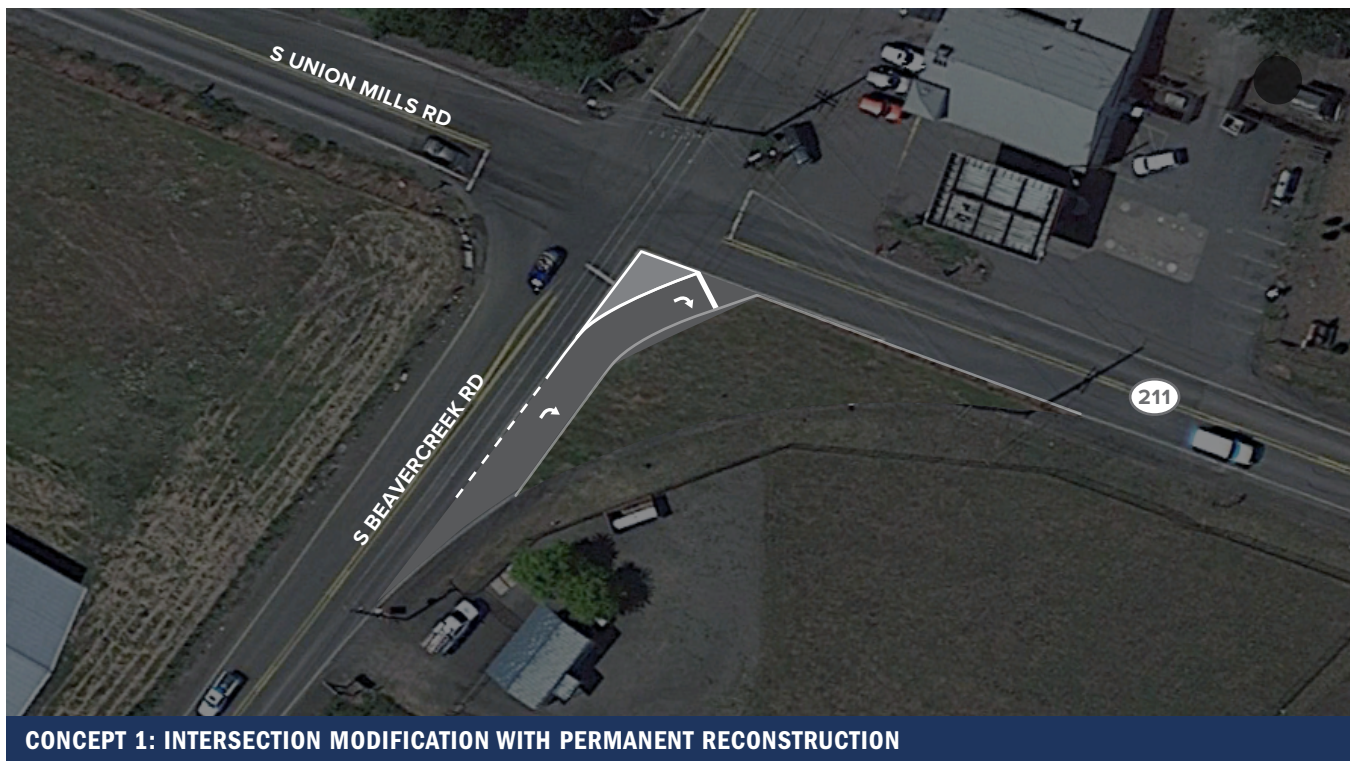 S UNION MILLS RD
S BEAVERCREEK RD
211
CONCEPT 1: INTERSECTION MODIFICATION WITH PERMANENT RECONSTRUCTION